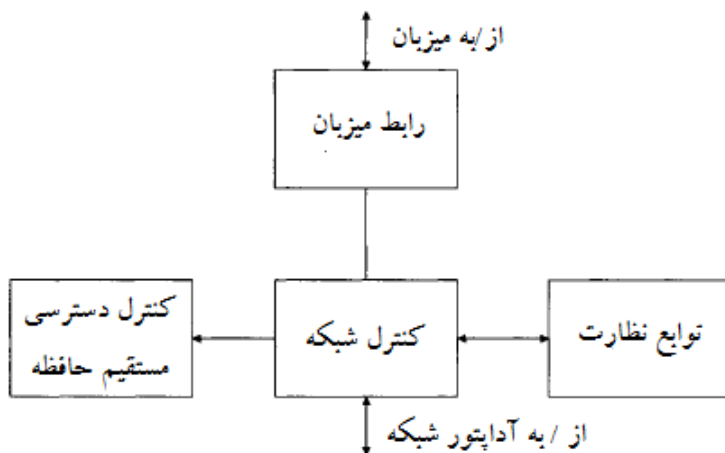 از/به میزبان
رابط میزبان
کنترل دسترسی
مستقیم حافظه
کنترل شبکه
توابع نظارت
از / به آداپتور شبکه